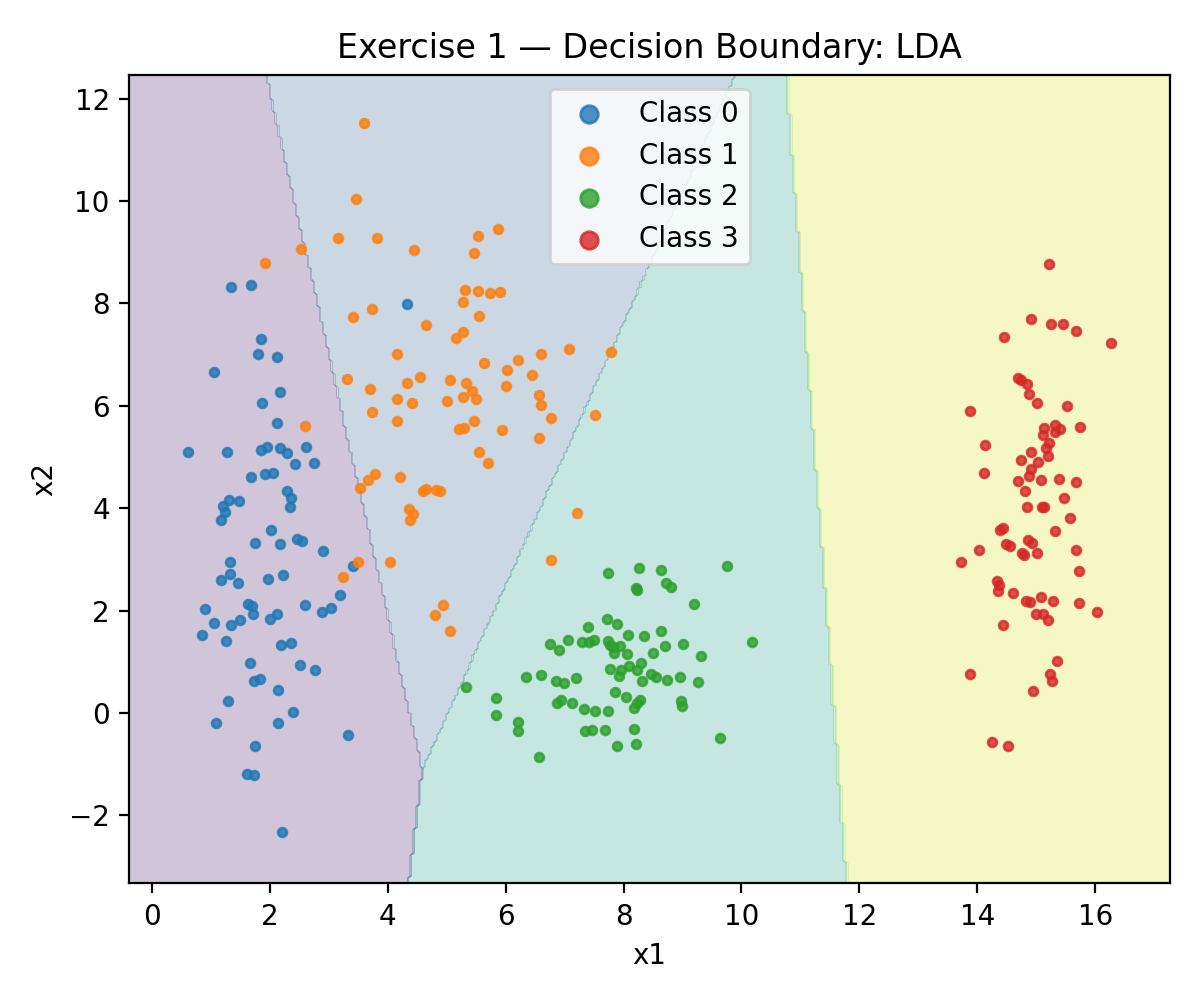 Exercise 1 — Decision Boundary: LDA
Class 0
Class 1
Class 2
Class 3
12
10
8
6
4
2
0
−2
x2
0 2 4 6 8 10 12 14 16
x1